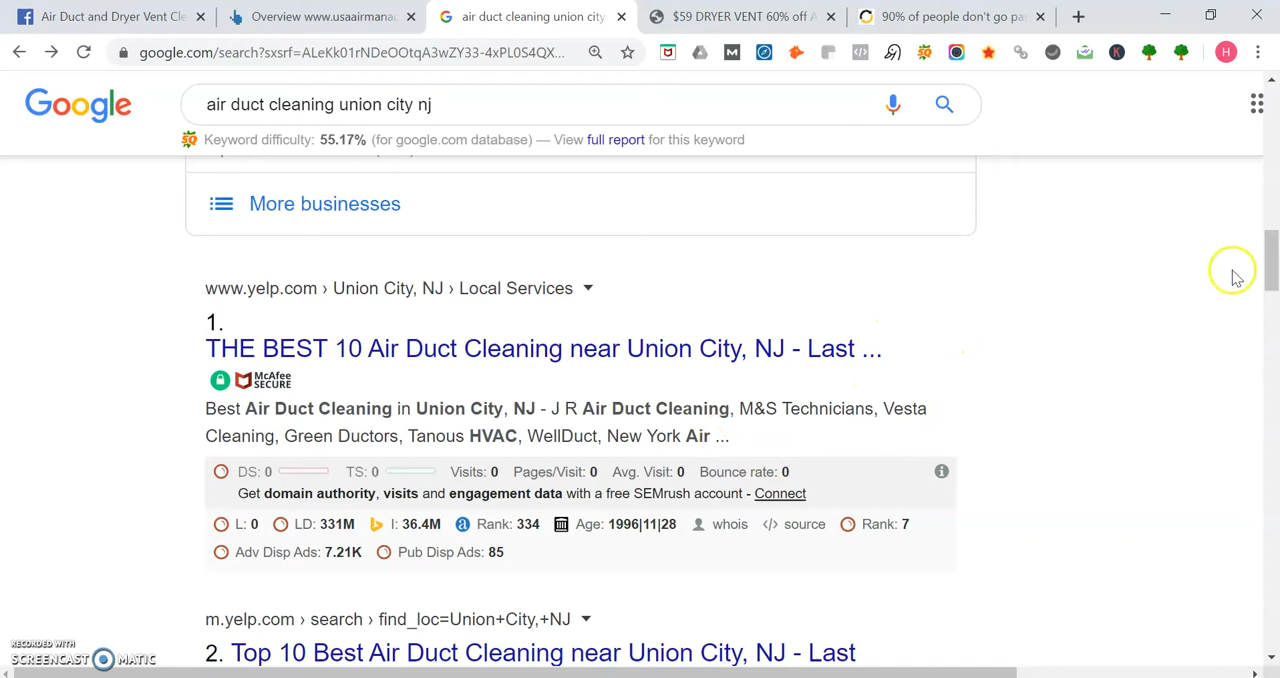 Air Duct and Dryer Vent Cle
Overview www.usaairmana
air duct cleaning union city
$59 DRYER VENT 60% off A
90% of people don't go pa
google.com/search?sxsrf=ALeKk01rNDeOOtqA3wZY33-4xPL0S4QX...
H
Google
air duct cleaning union city nj
Keyword difficulty: 55.17% (for google.com database) — View full report for this keyword
More businesses
www.yelp.com › Union City, NJ › Local Services
1.
THE BEST 10 Air Duct Cleaning near Union City, NJ - Last ...
McAfee
SECURE
Best Air Duct Cleaning in Union City, NJ - J R Air Duct Cleaning, M&S Technicians, Vesta
Cleaning, Green Ductors, Tanous HVAC, WellDuct, New York Air ...
DS: 0 TS: 0 Visits: 0 Pages/Visit: 0 Avg. Visit: 0 Bounce rate: 0
Get domain authority, visits and engagement data with a free SEMrush account - Connect
L: 0 LD: 331M I: 36.4M Rank: 334 Age: 1996|11|28 whois </> source Rank: 7
Adv Disp Ads: 7.21K Pub Disp Ads: 85
m.yelp.com › search › find_loc=Union+City,+NJ
2. Top 10 Best Air Duct Cleaning near Union City, NJ - Last
RECORDED WITH
SCREENCAST MATIC